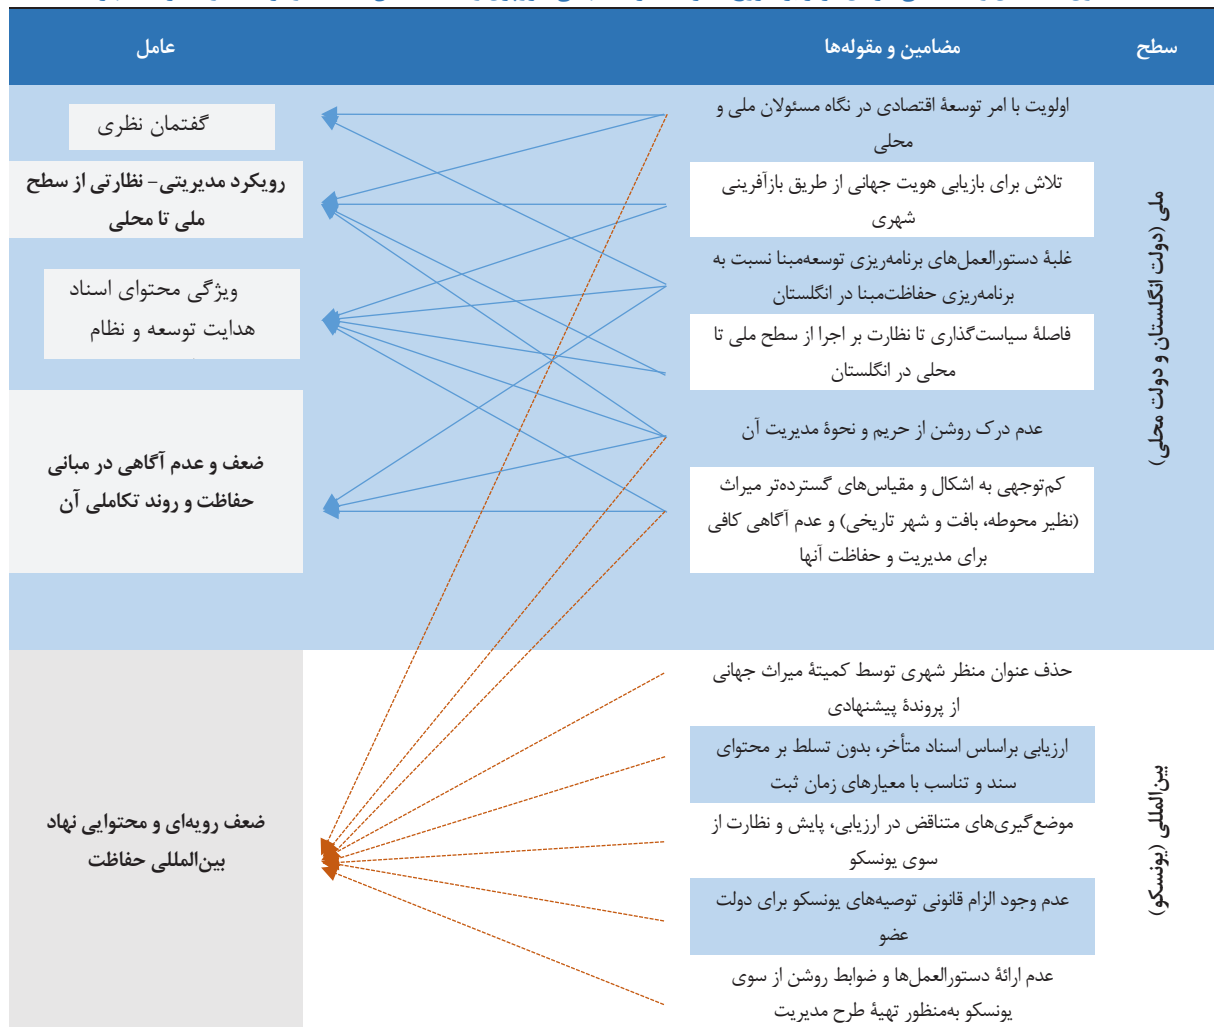 سطح
مضامین و مقوله‌ها
عامل
ملی (دولت انگلستان و دولت محلی)
اولویت با امر توسعهٔ اقتصادی در نگاه مسئولان ملی و
محلی
تلاش برای بازیابی هویت جهانی از طریق بازآفرینی
شهری
غلبهٔ دستورالعمل‌های برنامه‌ریزی توسعه‌مبنا نسبت به
برنامه‌ریزی حفاظت‌مبنا در انگلستان
فاصلهٔ سیاست‌گذاری تا نظارت بر اجرا از سطح ملی تا
محلی در انگلستان
عدم درک روشن از حریم و نحوهٔ مدیریت آن
کم‌توجهی به اشکال و مقیاس‌های گسترده‌تر میراث
(نظیر محوطه، بافت و شهر تاریخی) و عدم آگاهی کافی
برای مدیریت و حفاظت آنها
گفتمان نظری
رویکرد مدیریتی- نظارتی از سطح
ملی تا محلی
ویژگی محتوای اسناد
هدایت توسعه و نظام
ضعف و عدم آگاهی در مبانی
حفاظت و روند تکاملی آن
بین‌المللی (یونسکو)
حذف عنوان منظر شهری توسط کمیتهٔ میراث جهانی
از پروندهٔ پیشنهادی
ارزیابی براساس اسناد متأخر، بدون تسلط بر محتوای
سند و تناسب با معیارهای زمان ثبت
موضع‌گیری‌های متناقض در ارزیابی، پایش و نظارت از
سوی یونسکو
عدم وجود الزام قانونی توصیه‌های یونسکو برای دولت
عضو
عدم ارائهٔ دستورالعمل‌ها و ضوابط روشن از سوی
یونسکو به‌منظور تهیهٔ طرح مدیریت
ضعف رویه‌ای و محتوایی نهاد
بین‌المللی حفاظت